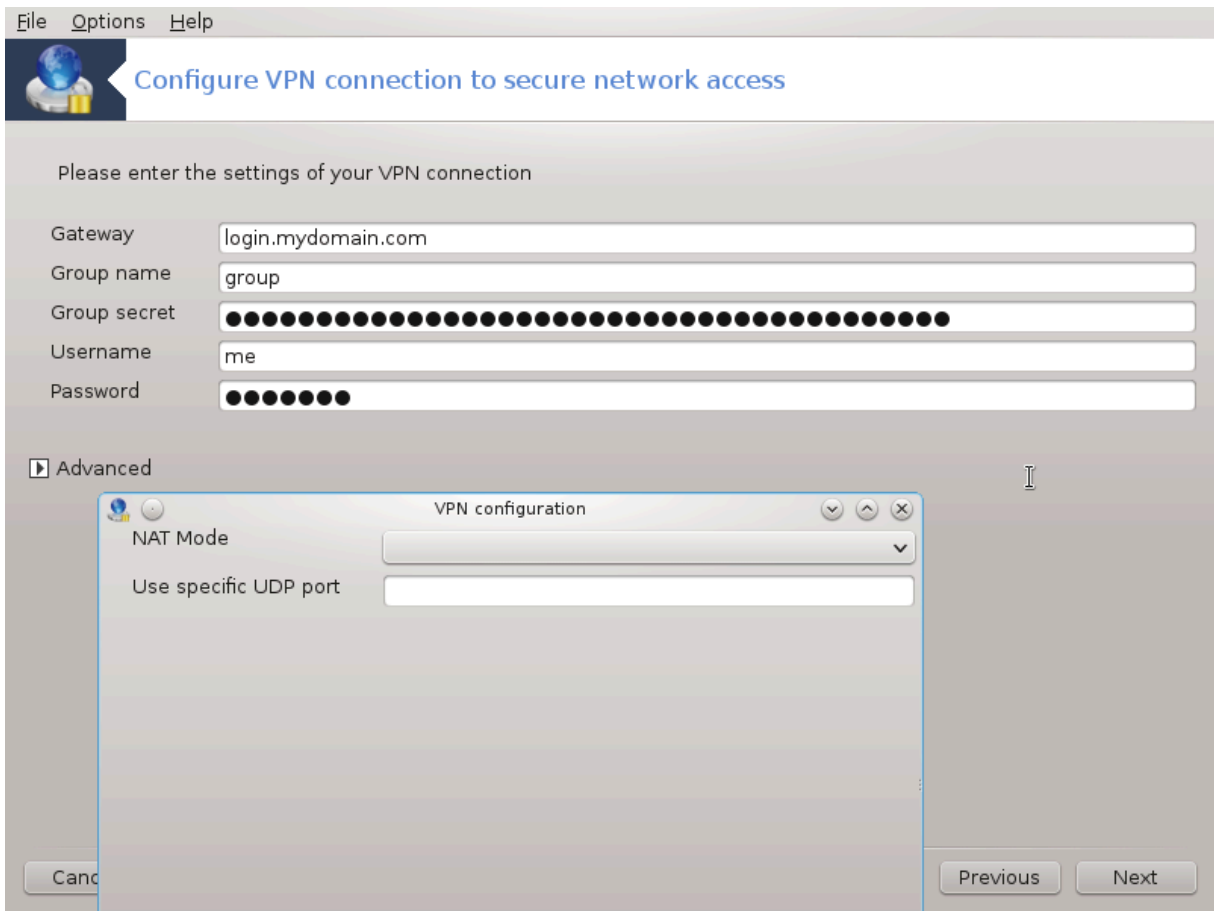 File Options Help
Configure VPN connection to secure network access
Please enter the settings of your VPN connection
Gateway login.mydomain.com
Group name group
Group secret ●●●●●●●●●●●●●●●●●●●●●●●●●●●●●●●●●●●●●●●●
Username me
Password ●●●●●●●
Advanced
VPN configuration
NAT Mode
Use specific UDP port
Canc Previous Next